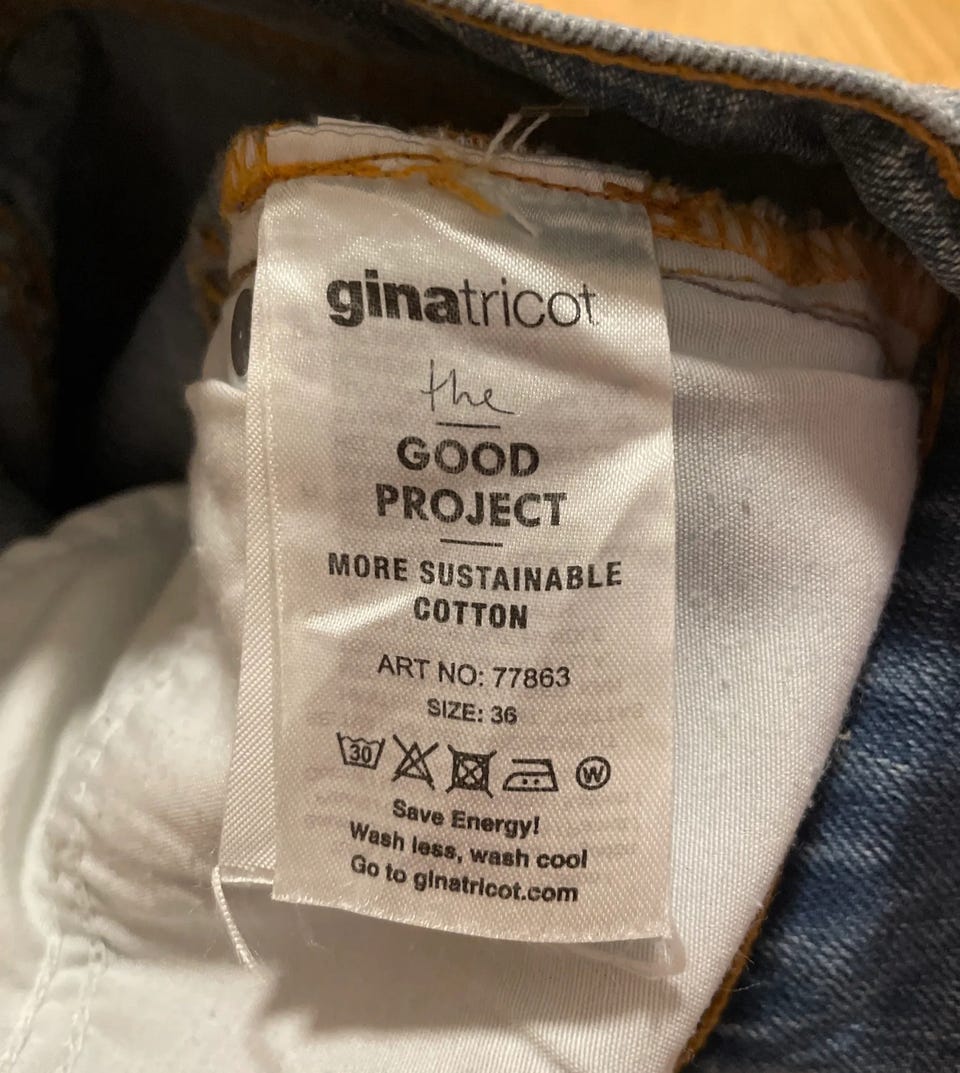 ginatricot
the
GOOD
PROJECT
MORE SUSTAINABLE
COTTON
ART NO: 77863
SIZE: 36
30
W
Save Energy!
Wash less, wash cool
Go to ginatricot.com